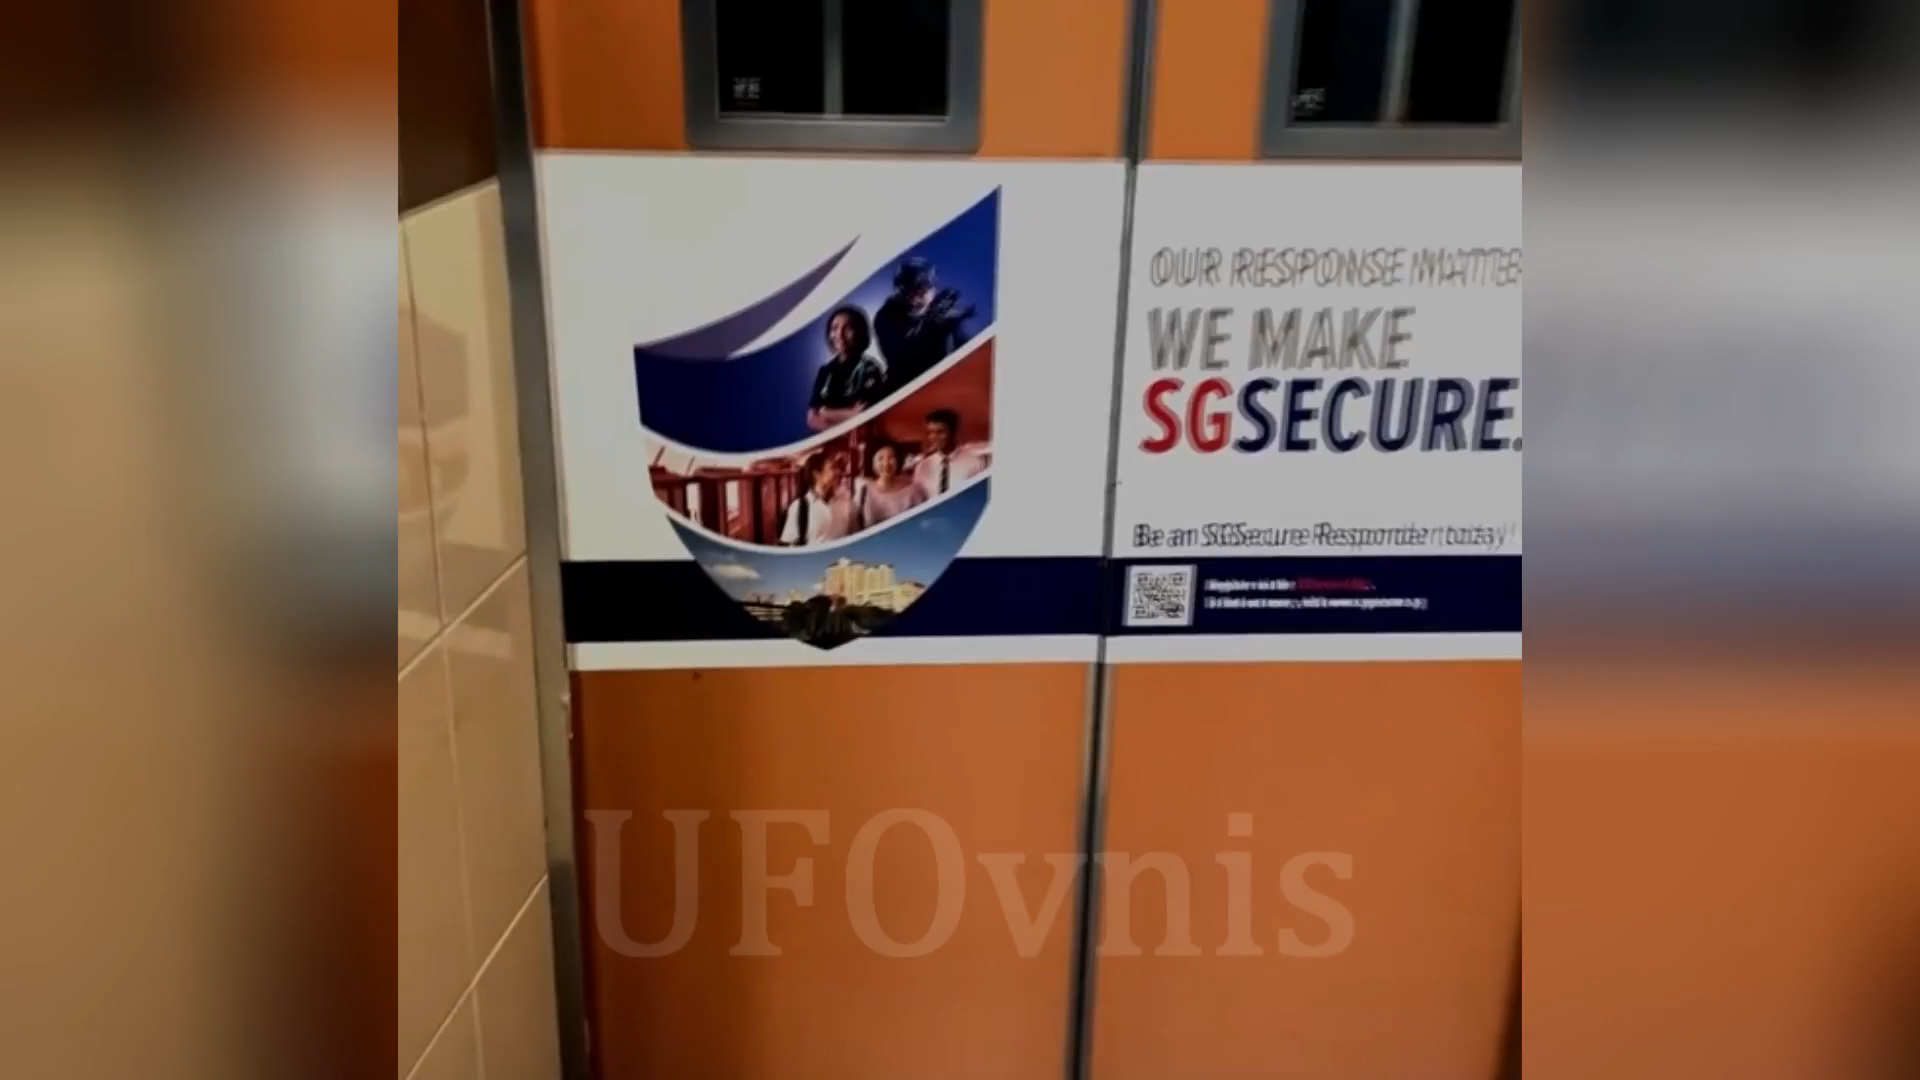 OUR RESPONSE MATTE
WE MAKE
SGSECURE.
Be an SGSecure Responder today!
UFOvnis